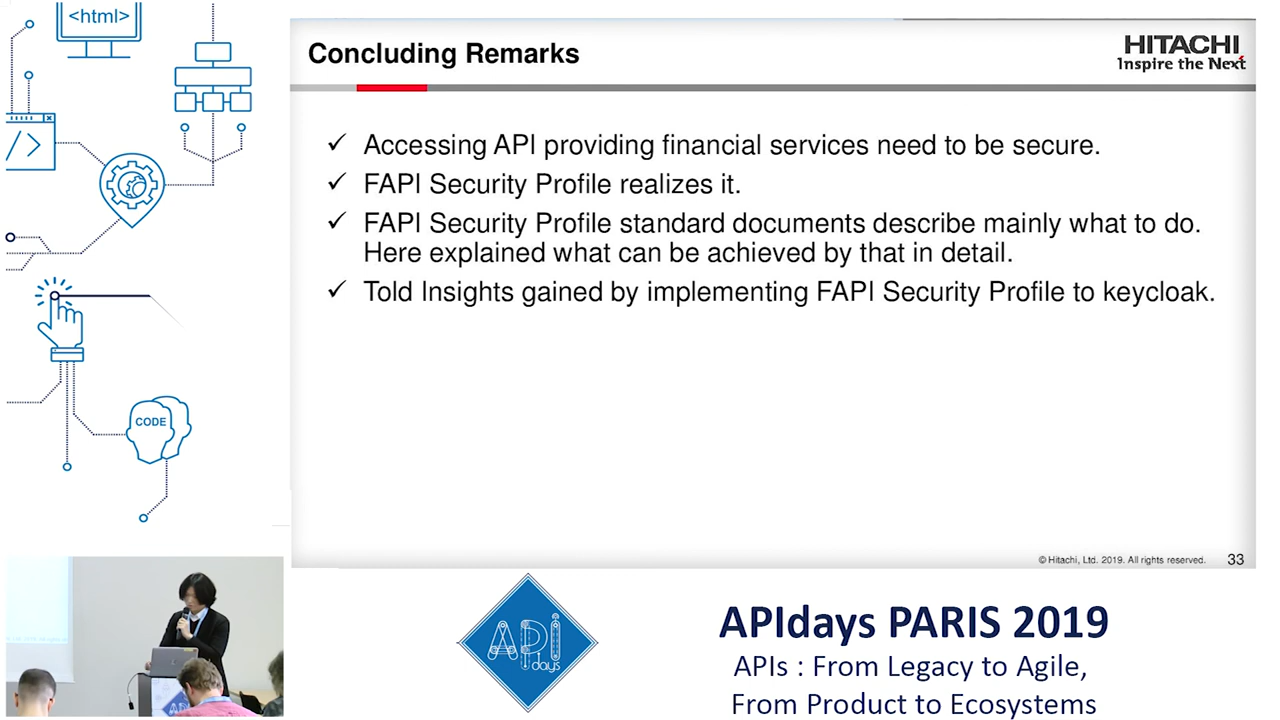 <html>
Concluding Remarks
HITACHI
Inspire the Next
Accessing API providing financial services need to be secure.
FAPI Security Profile realizes it.
FAPI Security Profile standard documents describe mainly what to do.
Here explained what can be achieved by that in detail.
Told Insights gained by implementing FAPI Security Profile to keycloak.
© Hitachi, Ltd. 2019. All rights reserved.
33
</>
CODE
API
days
API
APIdays PARIS 2019
APIs : From Legacy to Agile,
From Product to Ecosystems